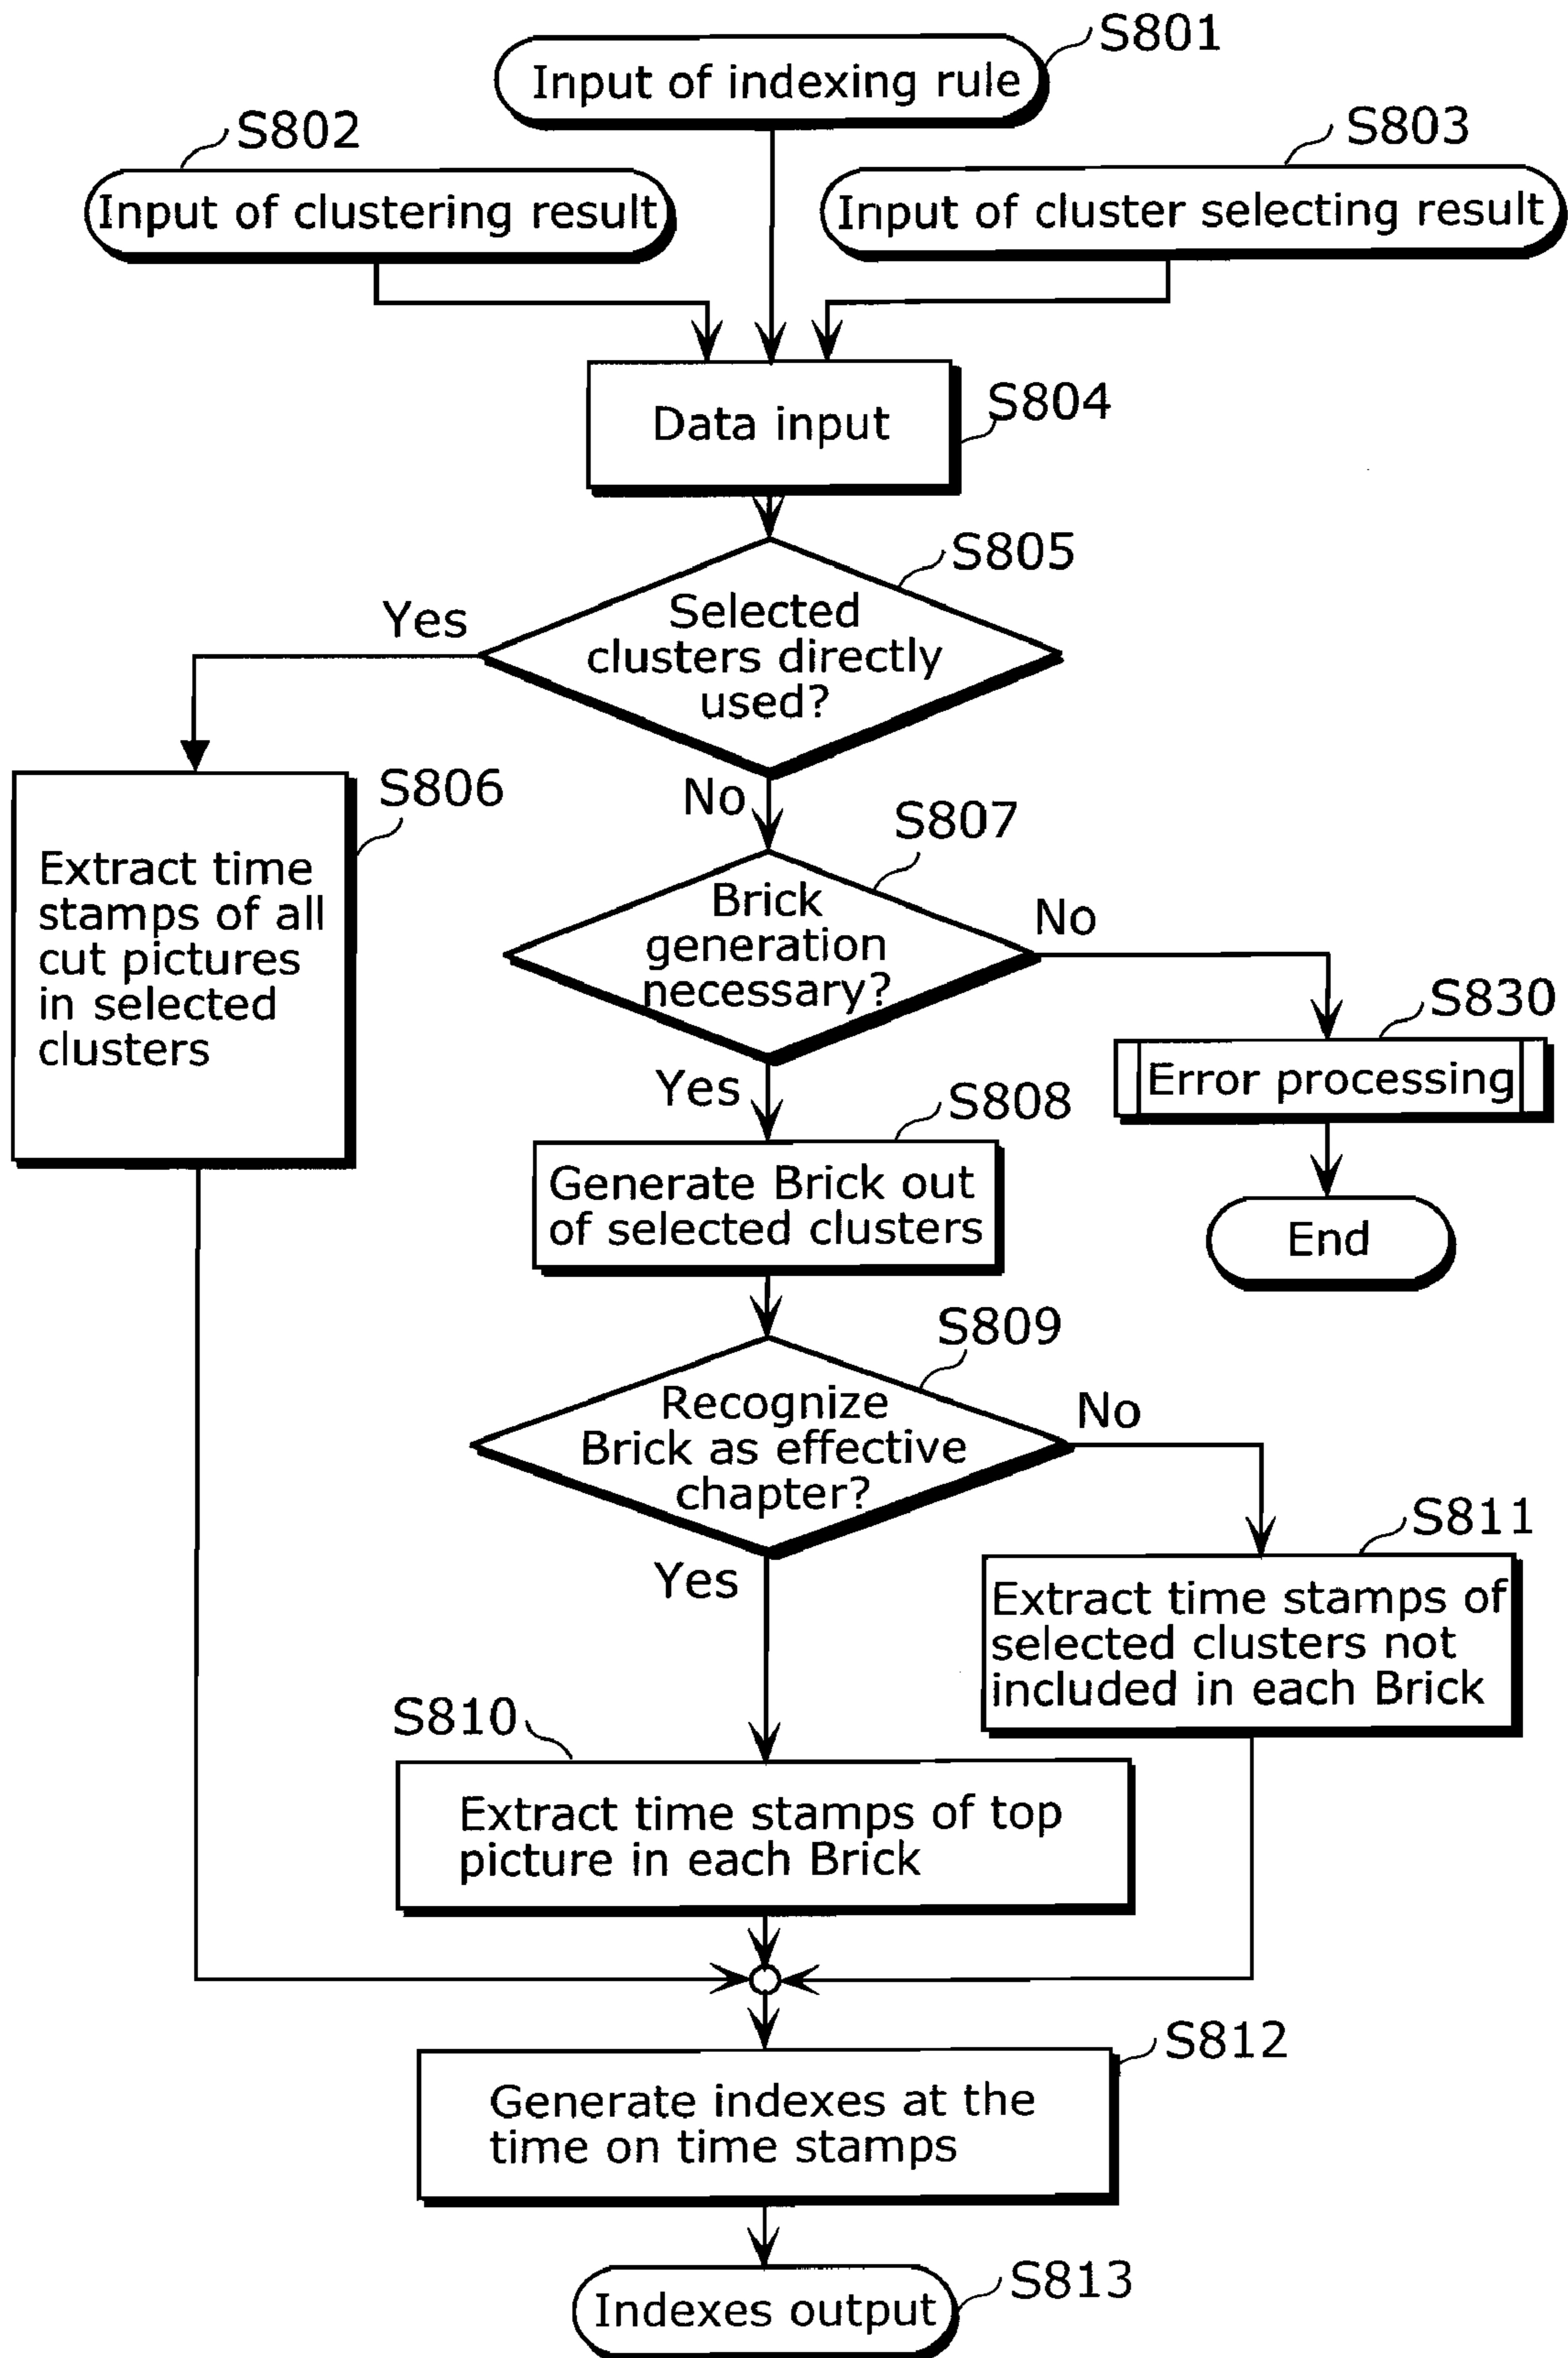 S801
Input of indexing rule
S802
Input of clustering result
S803
Input of cluster selecting result
Data input
S804
S805
Selected
clusters directly
used?
Yes
No
S806
Extract time
stamps of all
cut pictures
in selected
clusters
S807
Brick
generation
necessary?
No
Yes
S830
Error processing
End
S808
Generate Brick out
of selected clusters
S809
Recognize
Brick as effective
chapter?
No
Yes
S811
Extract time stamps of
selected clusters not
included in each Brick
S810
Extract time stamps of top
picture in each Brick
S812
Generate indexes at the
time on time stamps
S813
Indexes output